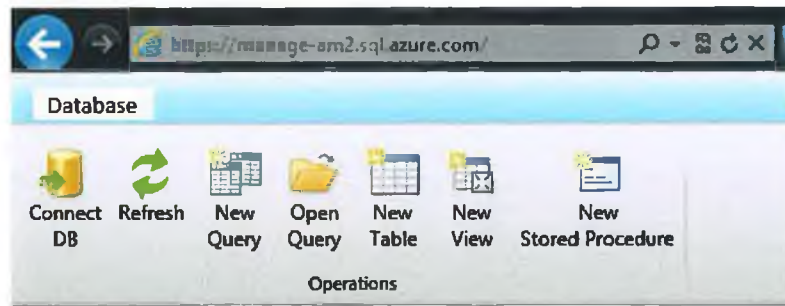 https://manage-am2.sql.azure.com/
Database
Connect DB
Refresh
New Query
Open Query
New Table
New View
New Stored Procedure
Operations